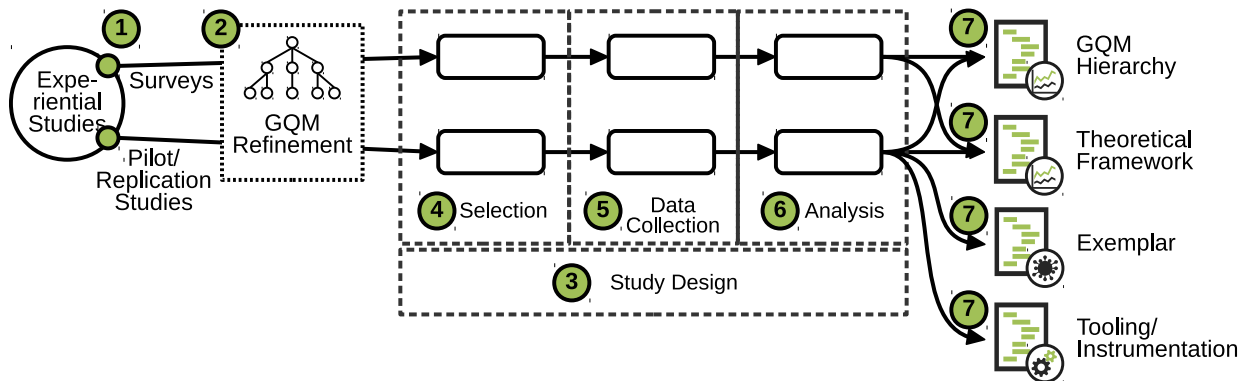 1
2
Expe-
riential
Studies
Surveys
Pilot/
Replication
Studies
GQM
Refinement
4 Selection
5 Data
Collection
6 Analysis
3 Study Design
7
GQM
Hierarchy
7
Theoretical
Framework
7
Exemplar
7
Tooling/
Instrumentation